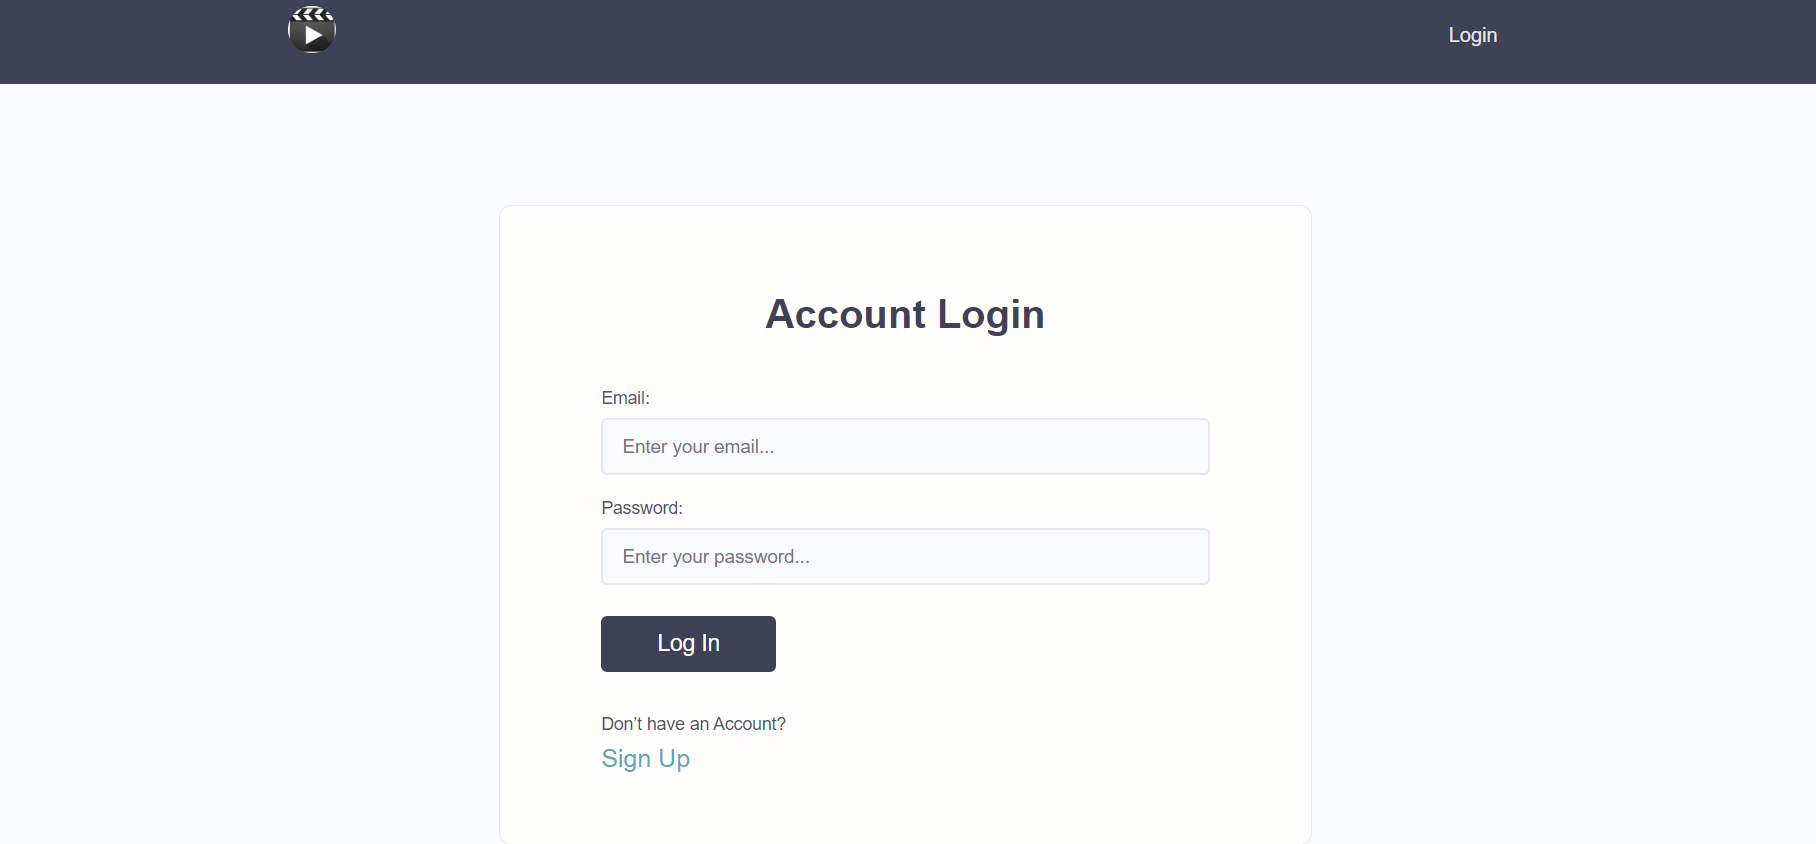 Login
Account Login
Email:
Enter your email...
Password:
Enter your password...
Log In
Don’t have an Account?
Sign Up